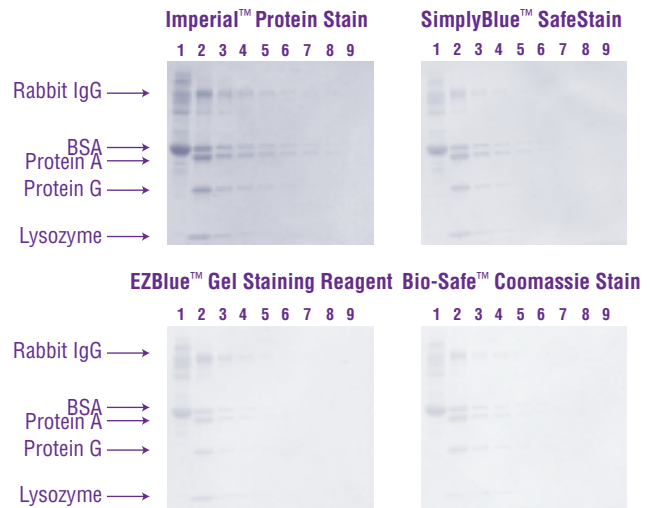 Imperial™ Protein Stain
SimplyBlue™ SafeStain
1 2 3 4 5 6 7 8 9
1 2 3 4 5 6 7 8 9
Rabbit IgG
BSA
Protein A
Protein G
Lysozyme
EZBlue™ Gel Staining Reagent
Bio-Safe™ Coomassie Stain
1 2 3 4 5 6 7 8 9
1 2 3 4 5 6 7 8 9
Rabbit IgG
BSA
Protein A
Protein G
Lysozyme